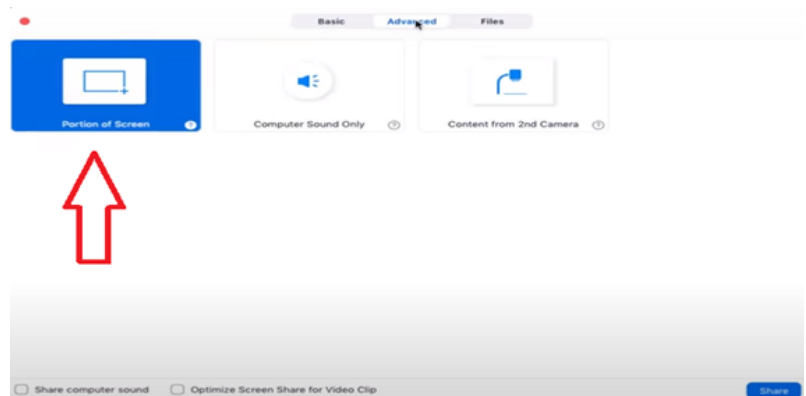 Basic Advanced Files
Portion of Screen Computer Sound Only Content from 2nd Camera
Share computer sound Optimize Screen Share for Video Clip Share